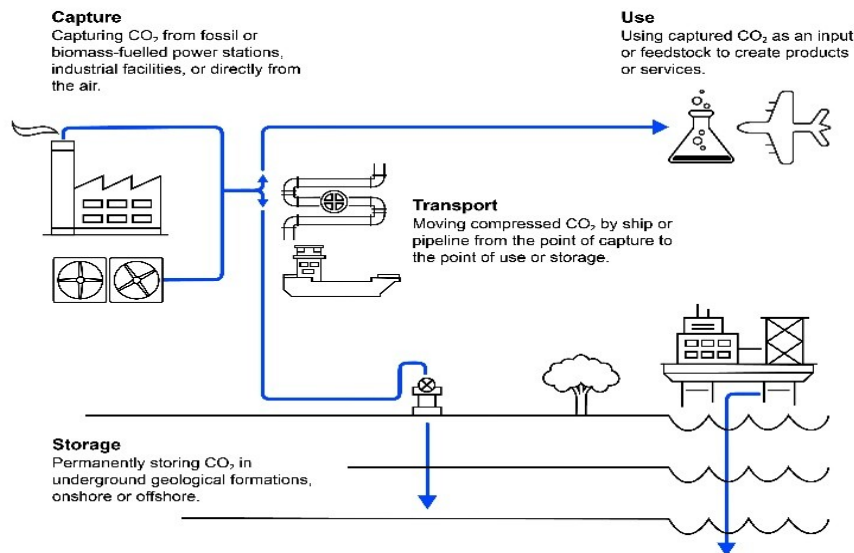 Capture
Capturing CO₂ from fossil or
biomass-fuelled power stations,
industrial facilities, or directly from
the air.
Use
Using captured CO₂ as an input
or feedstock to create products
or services.
Transport
Moving compressed CO₂ by ship or
pipeline from the point of capture to
the point of use or storage.
Storage
Permanently storing CO₂ in
underground geological formations,
onshore or offshore.